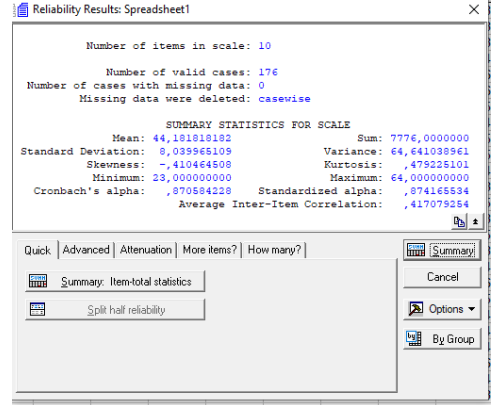 Reliability Results: Spreadsheet1
Number of items in scale: 10
Number of valid cases: 176
Number of cases with missing data: 0
Missing data were deleted: casewise
SUMMARY STATISTICS FOR SCALE
Mean: 44,181818182 Sum: 7776,0000000
Standard Deviation: 8,039965109 Variance: 64,641038961
Skewness: -,410464508 Kurtosis: ,479225101
Minimum: 23,000000000 Maximum: 64,000000000
Cronbach's alpha: ,870584228 Standardized alpha: ,874165534
Average Inter-Item Correlation: ,417079254
Quick Advanced Attenuation More items? How many?
Summary
Summary: Item-total statistics
Cancel
Split half reliability
Options
By Group